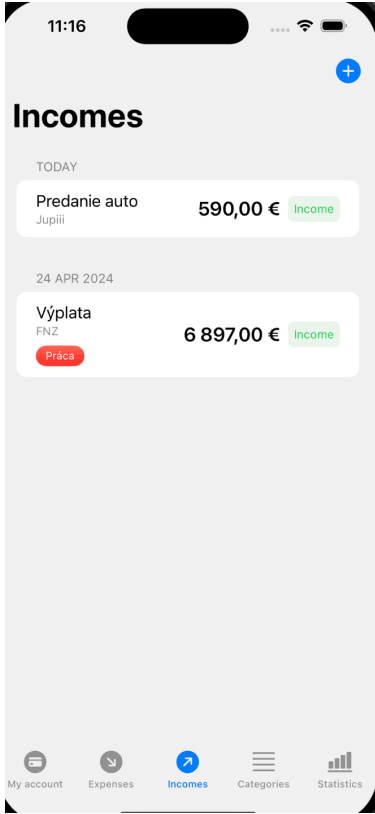 11:16
Incomes
TODAY
Predanie auto
Jupiii
590,00 €
Income
24 APR 2024
Výplata
FNZ
Práca
6 897,00 €
Income
My account
Expenses
Incomes
Categories
Statistics